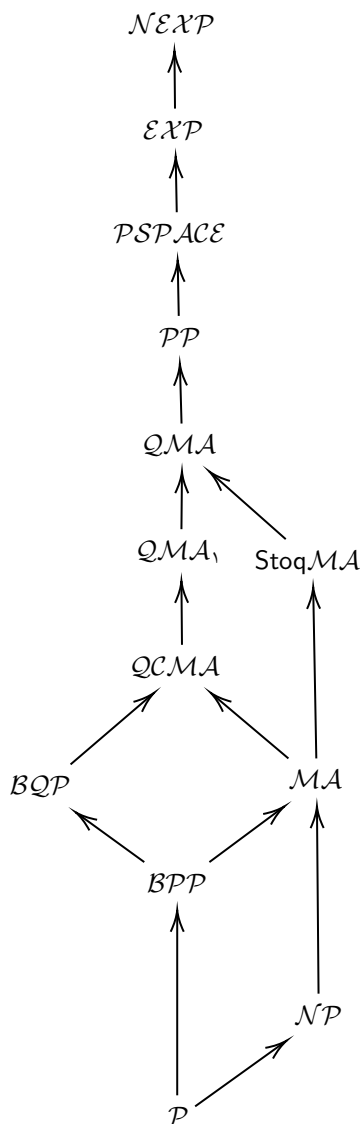 NEXP
EXP
PSPACE
PP
QMA
QMA₁ StoqMA
QCMA
BQP MA
BPP
NP
P